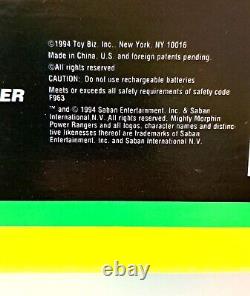 ©1994 Toy Biz. Inc., New York, NY 10016
Made in China, U.S. and foreign patents pending.
©All rights reserved
CAUTION: Do not use rechargeable batteries
Meets or exceeds all safety requirements of safety code
F963
ER
™ and © 1994 Saban Entertainment, Inc. & Saban
International N.V. All rights reserved. Mighty Morphin
Power Rangers and all logos, character names and distinc-
tive likenesses thereof are trademarks of Saban
Entertainment, Inc. and Saban International N.V.